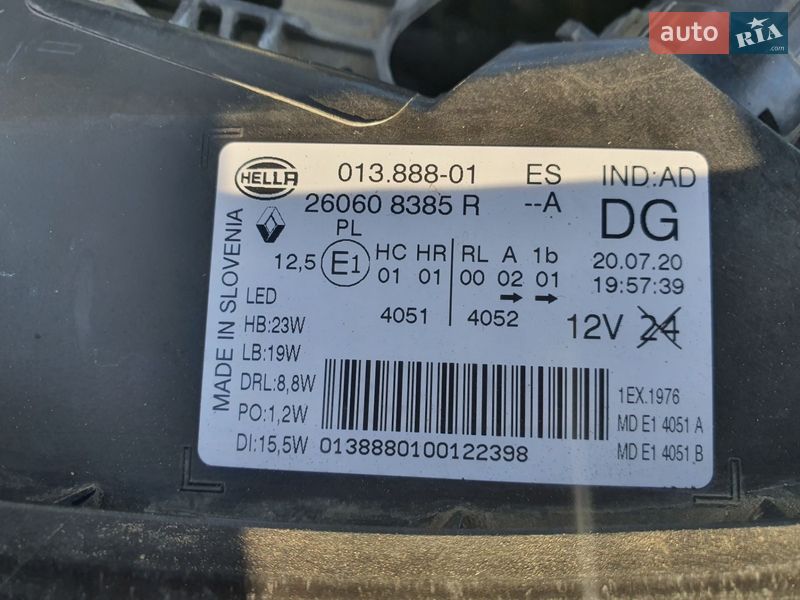 auto RIA .com
HELLA 013.888-01 ES IND:AD
26060 8385 R --A DG
PL
12,5 E1 HC HR RL A 1b 20.07.20
01 01 00 02 01 19:57:39
→ →
LED 4051 4052 12V 24
HB:23W
LB:19W
DRL:8,8W 1EX.1976
PO:1,2W MD E1 4051 A
DI:15,5W 0138880100122398 MD E1 4051 B
MADE IN SLOVENIA